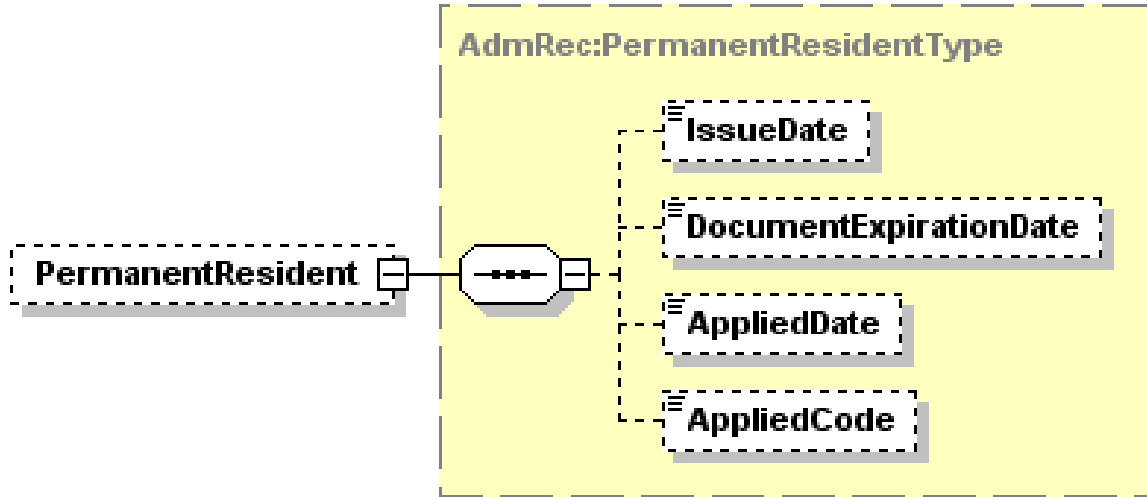 AdmRec:PermanentResidentType
IssueDate
DocumentExpirationDate
PermanentResident
AppliedDate
AppliedCode